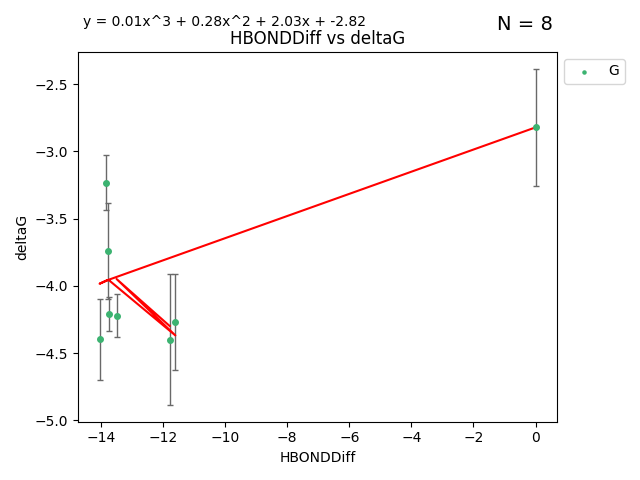 y = 0.01x^3 + 0.28x^2 + 2.03x + -2.82
N = 8
HBONDDiff vs deltaG
G
−2.5
−3.0
−3.5
−4.0
−4.5
−5.0
deltaG
−14 −12 −10 −8 −6 −4 −2 0
HBONDDiff